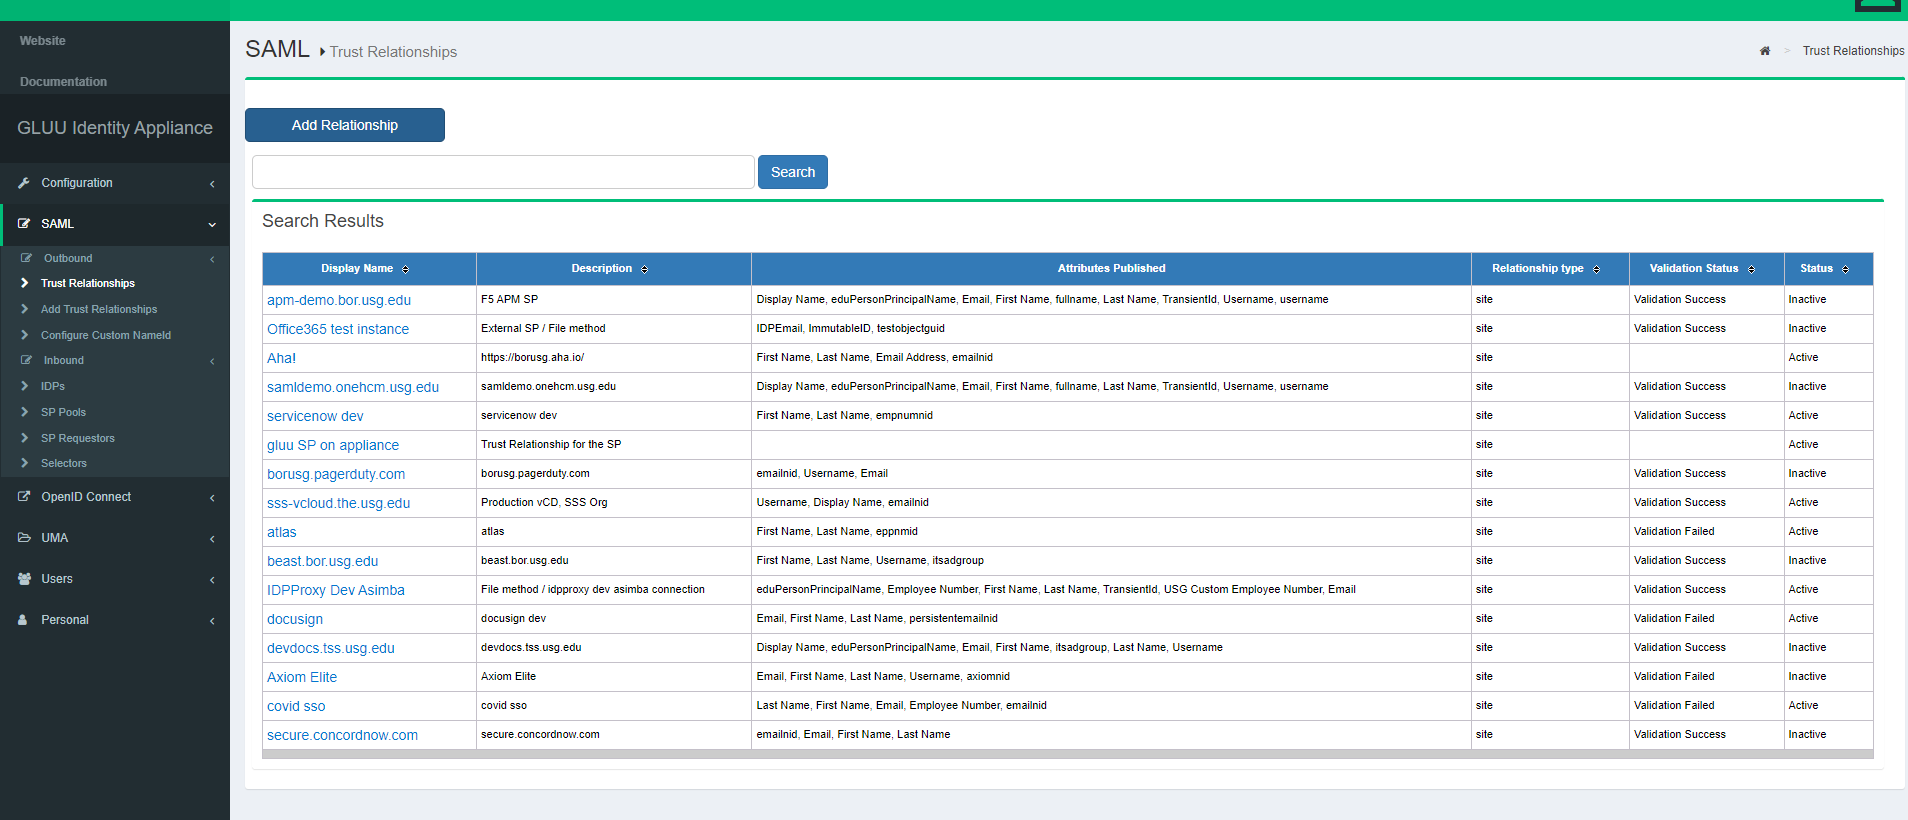 Website
Documentation
GLUU Identity Appliance
Configuration
SAML
Outbound
Trust Relationships
Add Trust Relationships
Configure Custom NameId
Inbound
IDPs
SP Pools
SP Requestors
Selectors
OpenID Connect
UMA
Users
Personal
SAML Trust Relationships
> Trust Relationships
Add Relationship
Search
Search Results
Display Name Description Attributes Published Relationship type Validation Status Status
apm-demo.bor.usg.edu F5 APM SP Display Name, eduPersonPrincipalName, Email, First Name, fullname, Last Name, TransientId, Username, username site Validation Success Inactive
Office365 test instance External SP / File method IDPEmail, ImmutableID, testobjectguid site Validation Success Inactive
Aha! https://borusg.aha.io/ First Name, Last Name, Email Address, emailnid site Active
samldemo.onehcm.usg.edu samldemo.onehcm.usg.edu Display Name, eduPersonPrincipalName, Email, First Name, fullname, Last Name, TransientId, Username, username site Validation Success Inactive
servicenow dev servicenow dev First Name, Last Name, empnumnid site Validation Success Active
gluu SP on appliance Trust Relationship for the SP site Active
borusg.pagerduty.com borusg.pagerduty.com emailnid, Username, Email site Validation Success Inactive
sss-vcloud.the.usg.edu Production vCD, SSS Org Username, Display Name, emailnid site Validation Success Active
atlas atlas First Name, Last Name, eppnmid site Validation Failed Active
beast.bor.usg.edu beast.bor.usg.edu First Name, Last Name, Username, itsadgroup site Validation Success Inactive
IDPProxy Dev Asimba File method / idpproxy dev asimba connection eduPersonPrincipalName, Employee Number, First Name, Last Name, TransientId, USG Custom Employee Number, Email site Validation Success Active
docusign docusign dev Email, First Name, Last Name, persistentemailnid site Validation Failed Active
devdocs.tss.usg.edu devdocs.tss.usg.edu Display Name, eduPersonPrincipalName, Email, First Name, itsadgroup, Last Name, Username site Validation Success Inactive
Axiom Elite Axiom Elite Email, First Name, Last Name, Username, axiomnid site Validation Failed Inactive
covid sso covid sso Last Name, First Name, Email, Employee Number, emailnid site Validation Failed Active
secure.concordnow.com secure.concordnow.com emailnid, Email, First Name, Last Name site Validation Success Inactive